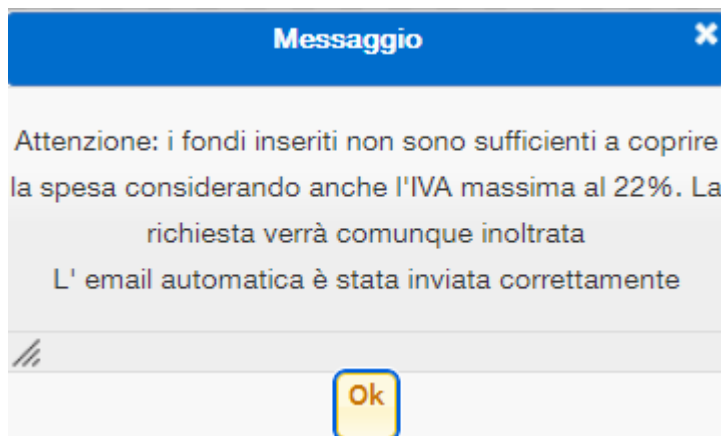 Messaggio
Attenzione: i fondi inseriti non sono sufficienti a coprire
la spesa considerando anche l'IVA massima al 22%. La
richiesta verrà comunque inoltrata
L' email automatica è stata inviata correttamente
Ok